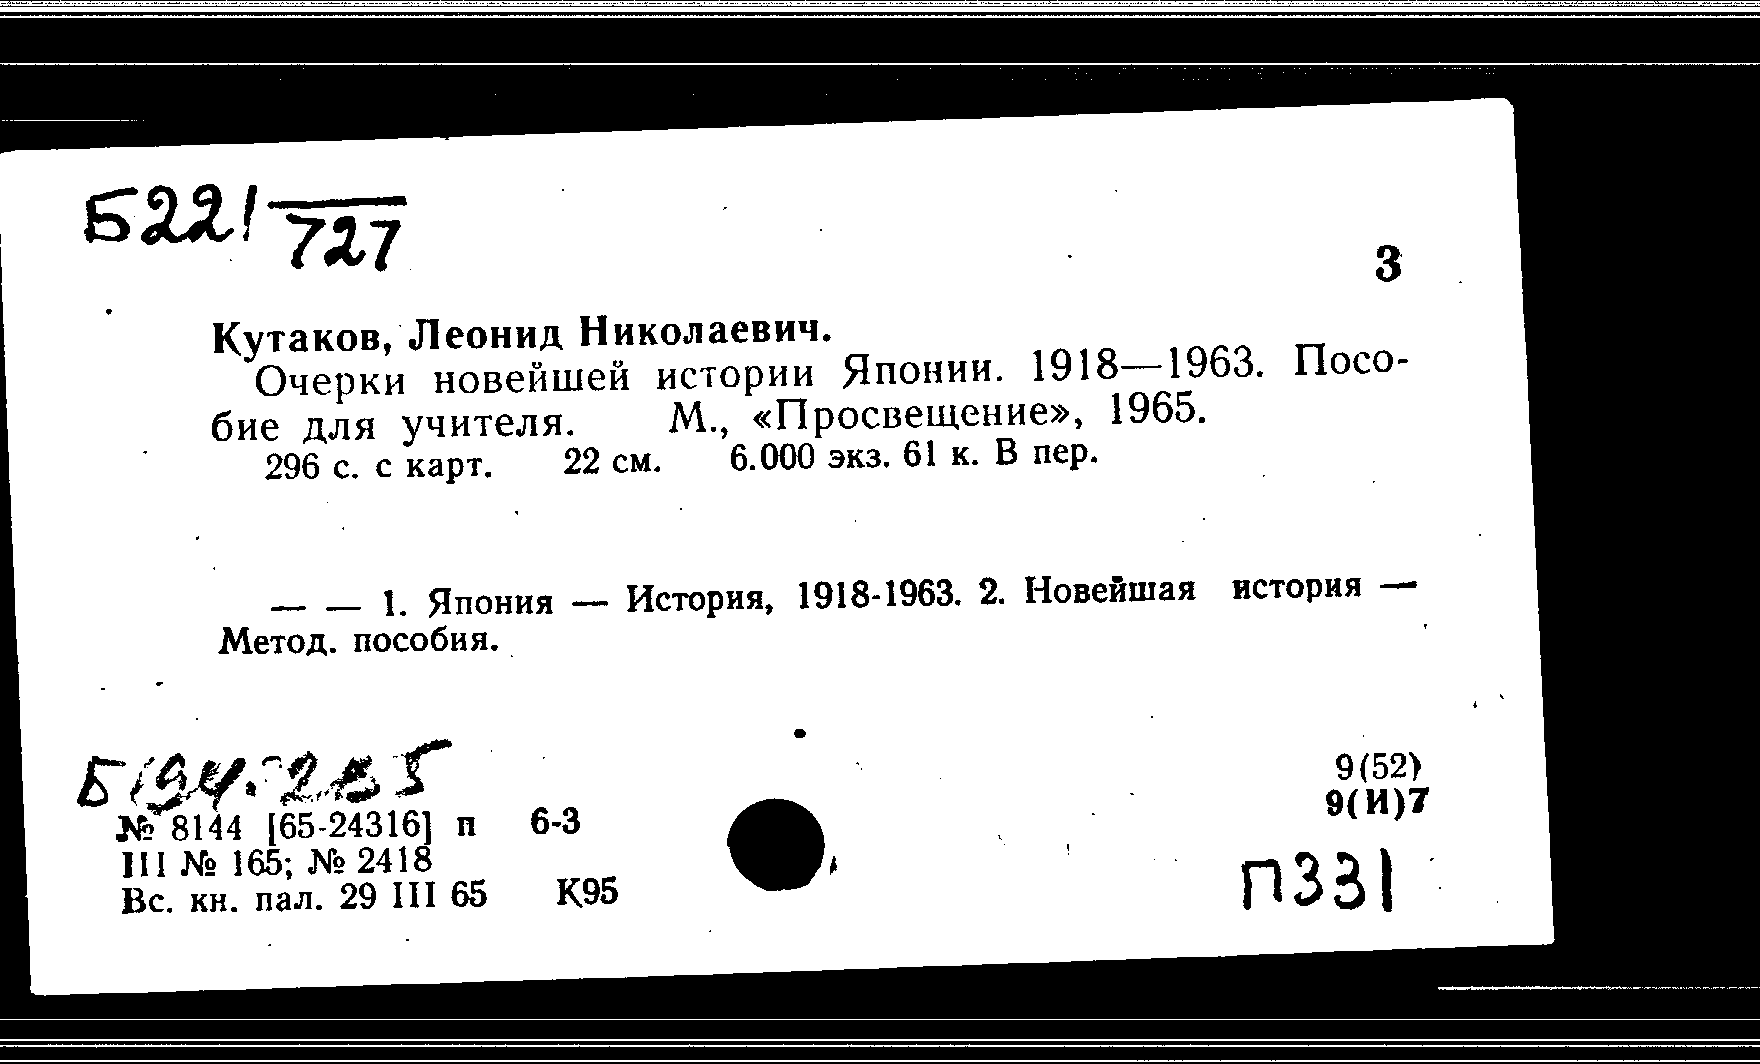 Б221 727
3
Кутаков, Леонид Николаевич.
Очерки новейшей истории Японии. 1918—1963. Посо-
бие для учителя. М., «Просвещение», 1965.
296 с. с карт. 22 см. 6.000 экз. 61 к. В пер.
— — 1. Япония — История, 1918-1963. 2. Новейшая история —
Метод. пособия.
9(52)
9(И)7
№ 8144 [65-24316] п 6-3
III № 165; № 2418
Вс. кн. пал. 29 III 65 К95
П331